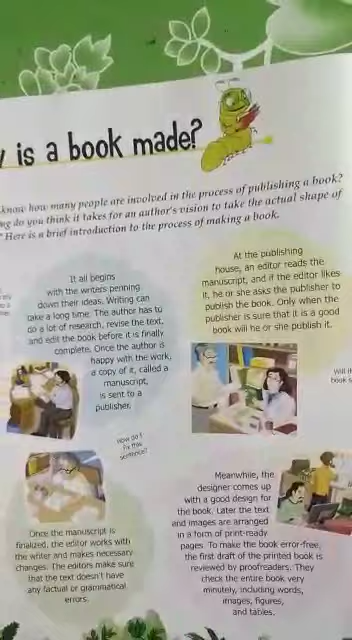 is a book made?
know how many people are involved in the process of publishing a book?
do you think it takes for an author's vision to take the actual shape of
Here is a brief introduction to the process of making a book.
It all begins
with the writers penning
down their ideas. Writing can
take a long time. The author has to
do a lot of research, revise the text,
and edit the book before it is finally
complete. Once the author is
happy with the work,
a copy of it, called a
manuscript,
is sent to a
publisher.
At the publishing
house, an editor reads the
manuscript, and if the editor likes
it, he or she asks the publisher to
publish the book. Only when the
publisher is sure that it is a good
book will he or she publish it.
Will
book
How do I
fix this
sentence?
Once the manuscript is
finalized, the editor works with
the writer and makes necessary
changes. The editors make sure
that the text doesn't have
any factual or grammatical
errors.
Meanwhile, the
designer comes up
with a good design for
the book. Later the text
and images are arranged
in a form of print-ready
pages. To make the book error-free,
the first draft of the printed book is
reviewed by proofreaders. They
check the entire book very
minutely, including words,
images, figures,
and tables.